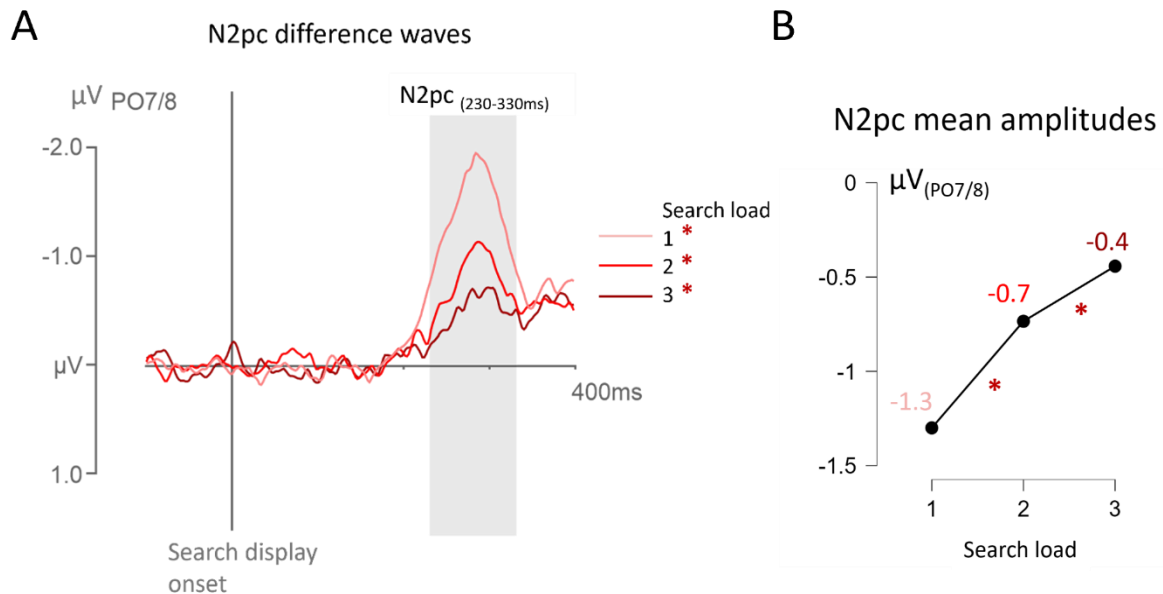 A
N2pc difference waves
µV PO7/8
N2pc (230-330ms)
-2.0
-1.0
µV
1.0
400ms
Search display
onset
Search load
1 *
2 *
3 *
B
N2pc mean amplitudes
µV(PO7/8)
0
-0.5
-1
-1.5
-1.3
-0.7
-0.4
*
*
1 2 3
Search load